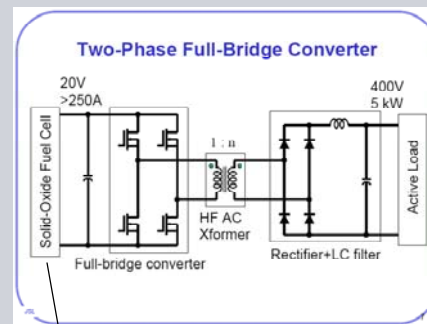 Two-Phase Full-Bridge Converter
20V
>250A
400V
5 kW
Solid-Oxide Fuel Cell
1 : n
HF AC
Xformer
Active Load
Full-bridge converter
Rectifier+LC filter